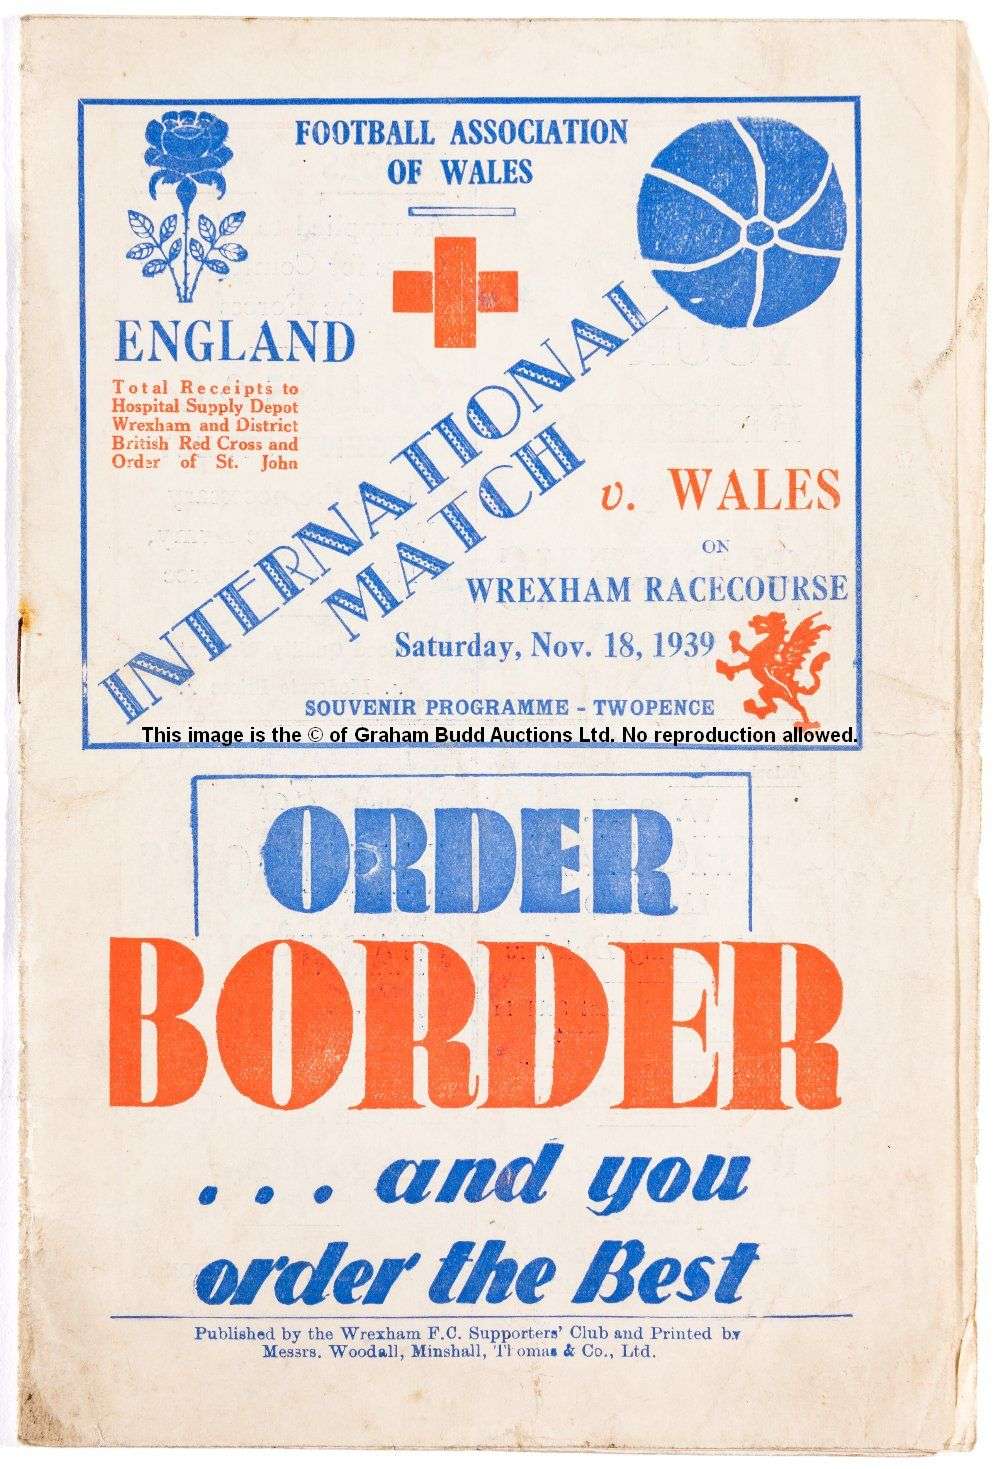 FOOTBALL ASSOCIATION
OF WALES
ENGLAND
Total Receipts to
Hospital Supply Depot
Wrexham and District
British Red Cross and
Order of St. John
INTERNATIONAL
MATCH
v. WALES
ON
WREXHAM RACECOURSE
Saturday, Nov. 18, 1939
SOUVENIR PROGRAMME - TWOPENCE
This image is the © of Graham Budd Auctions Ltd. No reproduction allowed.
ORDER
BORDER
. . . and you
order the Best
Published by the Wrexham F.C. Supporters' Club and Printed by
Messrs. Woodall, Minshall, Thomas & Co., Ltd.